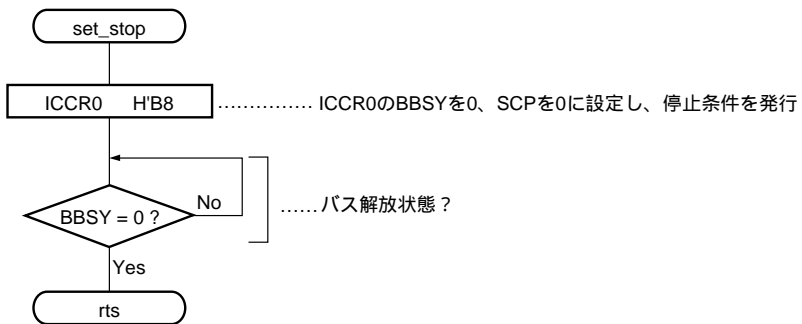 set_stop
ICCR0 H'B8 ............... ICCR0のBBSYを0、SCPを0に設定し、停止条件を発行
BBSY = 0 ? No ...... バス解放状態？
Yes
rts